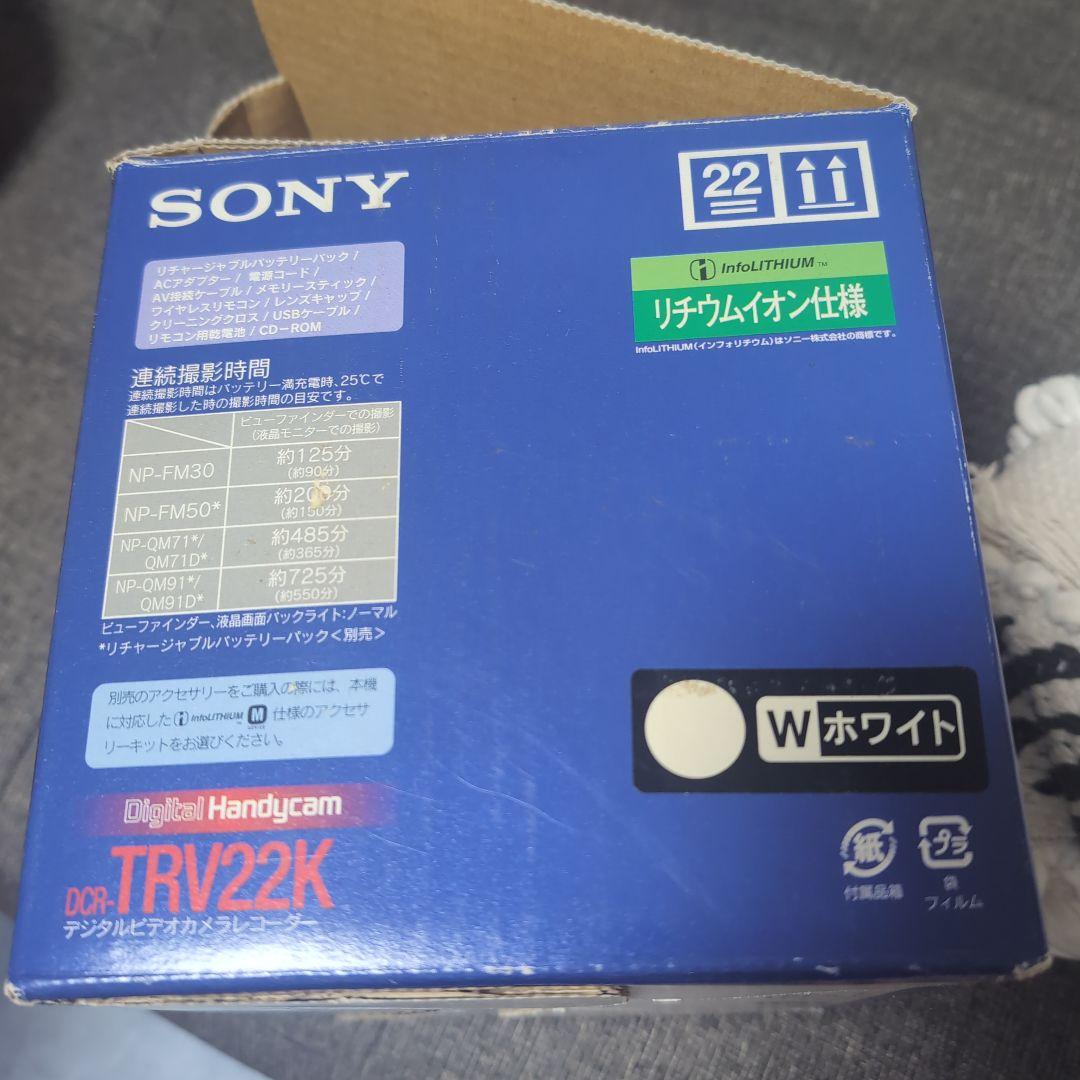 SONY
22
リチャージャブルバッテリーパック /
ACアダプター / 電源コード /
AV接続ケーブル / メモリースティック /
ワイヤレスリモコン / レンズキャップ /
クリーニングクロス / USBケーブル /
リモコン用乾電池 / CD-ROM
InfoLITHIUM™
リチウムイオン仕様
InfoLITHIUM(インフォリチウム)はソニー株式会社の商標です。
連続撮影時間
連続撮影時間はバッテリー満充電時、25℃で
連続撮影した時の撮影時間の目安です。
ビューファインダーでの撮影
(液晶モニターでの撮影)
NP-FM30
約125分
(約90分)
NP-FM50*
約200分
(約150分)
NP-QM71*/
QM71D*
約485分
(約365分)
NP-QM91*/
QM91D*
約725分
(約550分)
ビューファインダー、液晶画面バックライト:ノーマル
*リチャージャブルバッテリーパック<別売>
別売のアクセサリーをご購入の際には、本機
に対応した InfoLITHIUM™ M 仕様のアクセサ
リーキットをお選びください。
W ホワイト
Digital Handycam
DCR-TRV22K
デジタルビデオカメラレコーダー
紙
付属品箱
プラ
袋
フィルム